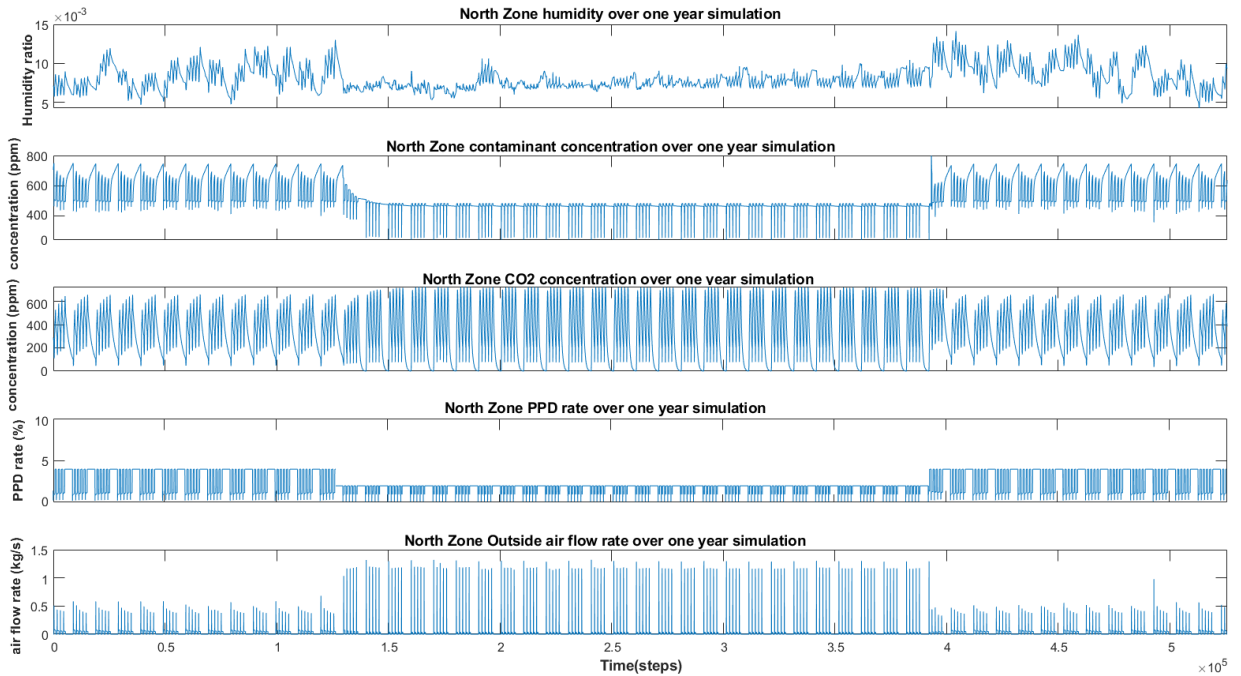 North Zone humidity over one year simulation
×10⁻³
15
10
5
Humidity ratio
North Zone contaminant concentration over one year simulation
800
600
400
0
concentration (ppm)
North Zone CO2 concentration over one year simulation
600
400
200
0
concentration (ppm)
North Zone PPD rate over one year simulation
10
5
0
PPD rate (%)
North Zone Outside air flow rate over one year simulation
1.5
1
0.5
0
air flow rate (kg/s)
0 0.5 1 1.5 2 2.5 3 3.5 4 4.5 5
Time(steps)
×10⁵